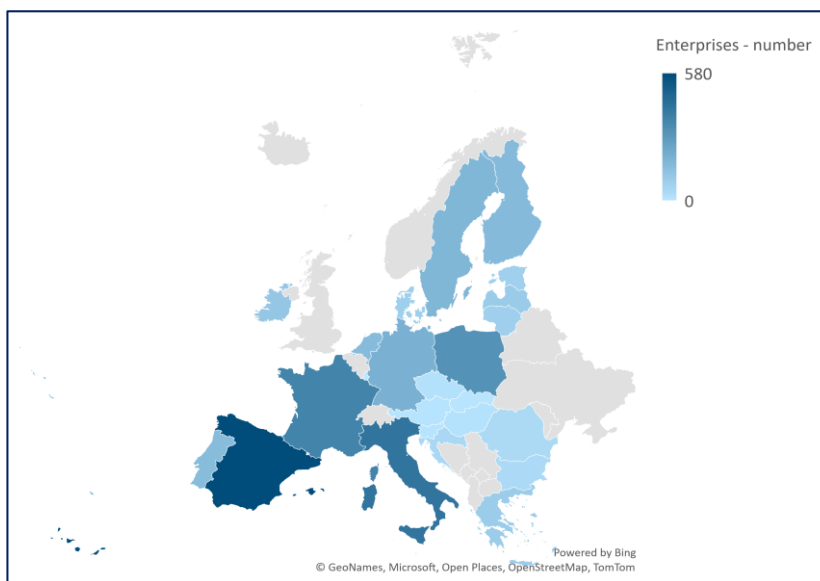 Enterprises - number
580
0
Powered by Bing
© GeoNames, Microsoft, Open Places, OpenStreetMap, TomTom